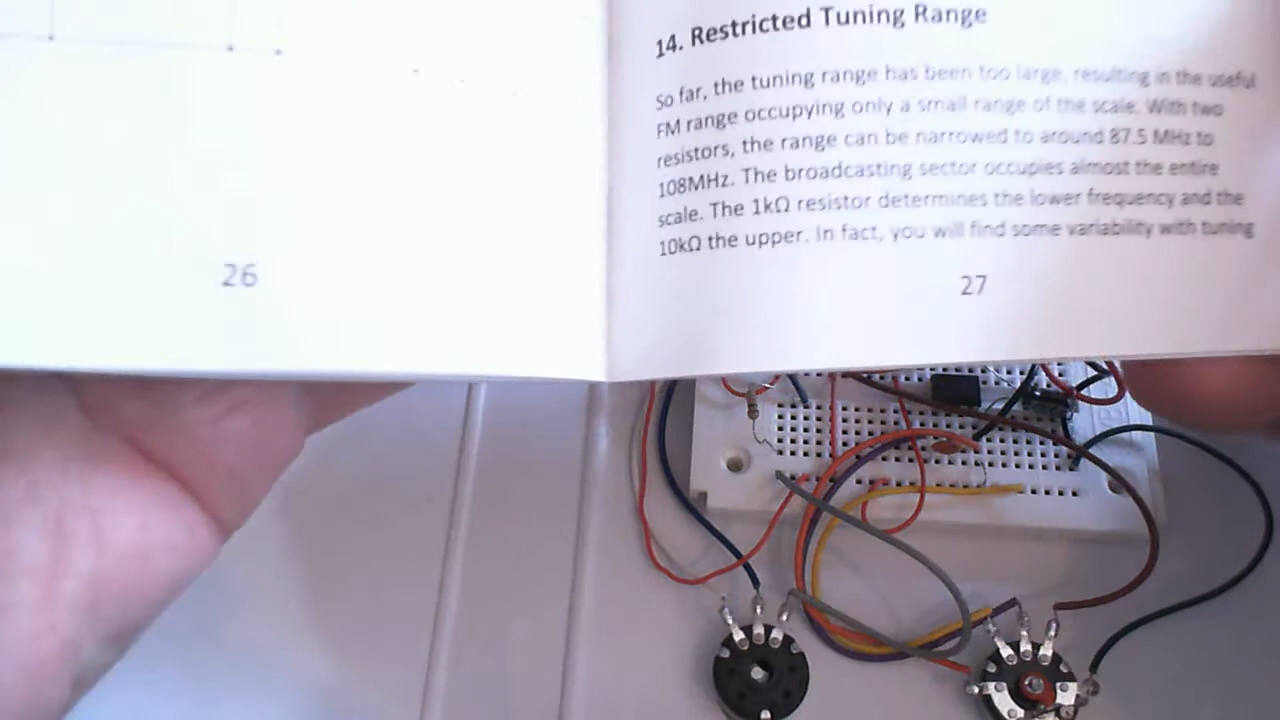 14. Restricted Tuning Range
So far, the tuning range has been too large, resulting in the useful
FM range occupying only a small range of the scale. With two
resistors, the range can be narrowed to around 87.5 MHz to
108MHz. The broadcasting sector occupies almost the entire
scale. The 1kΩ resistor determines the lower frequency and the
10kΩ the upper. In fact, you will find some variability with tuning
26
27